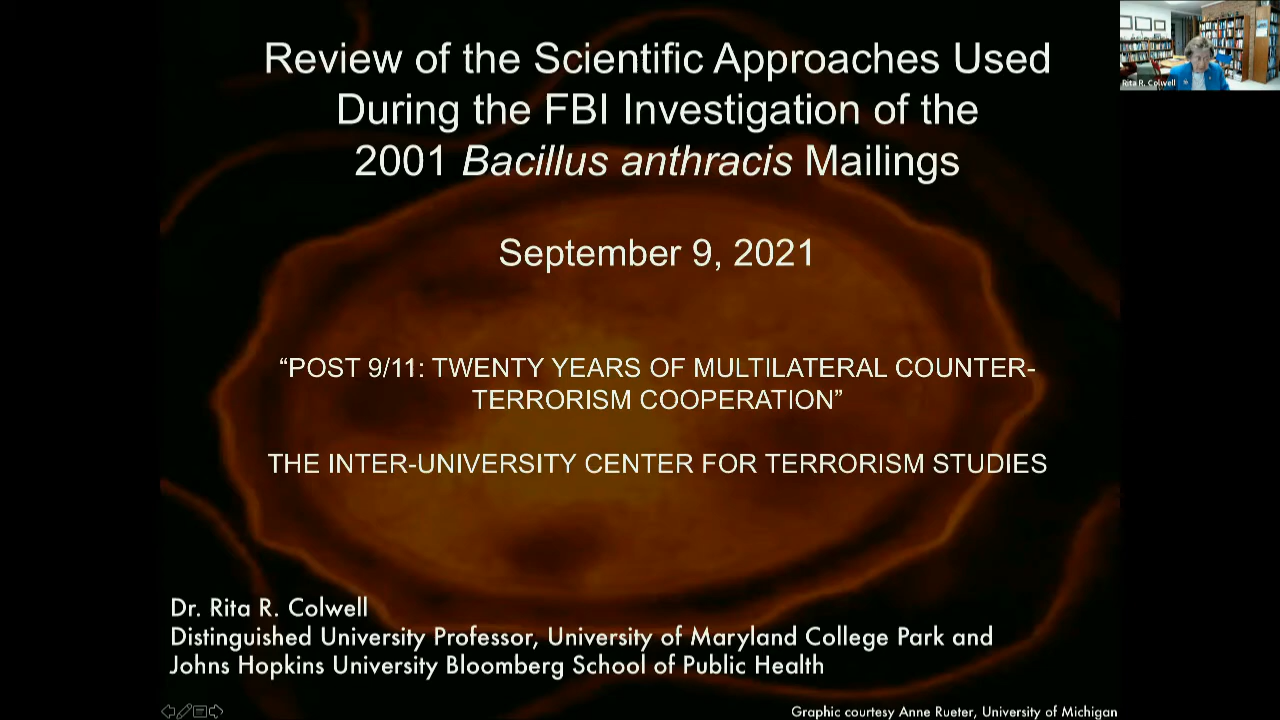 Review of the Scientific Approaches Used
During the FBI Investigation of the
2001 Bacillus anthracis Mailings
September 9, 2021
“POST 9/11: TWENTY YEARS OF MULTILATERAL COUNTER-
TERRORISM COOPERATION”
THE INTER-UNIVERSITY CENTER FOR TERRORISM STUDIES
Dr. Rita R. Colwell
Distinguished University Professor, University of Maryland College Park and
Johns Hopkins University Bloomberg School of Public Health
Graphic courtesy Anne Rueter, University of Michigan
Rita R. Colwell